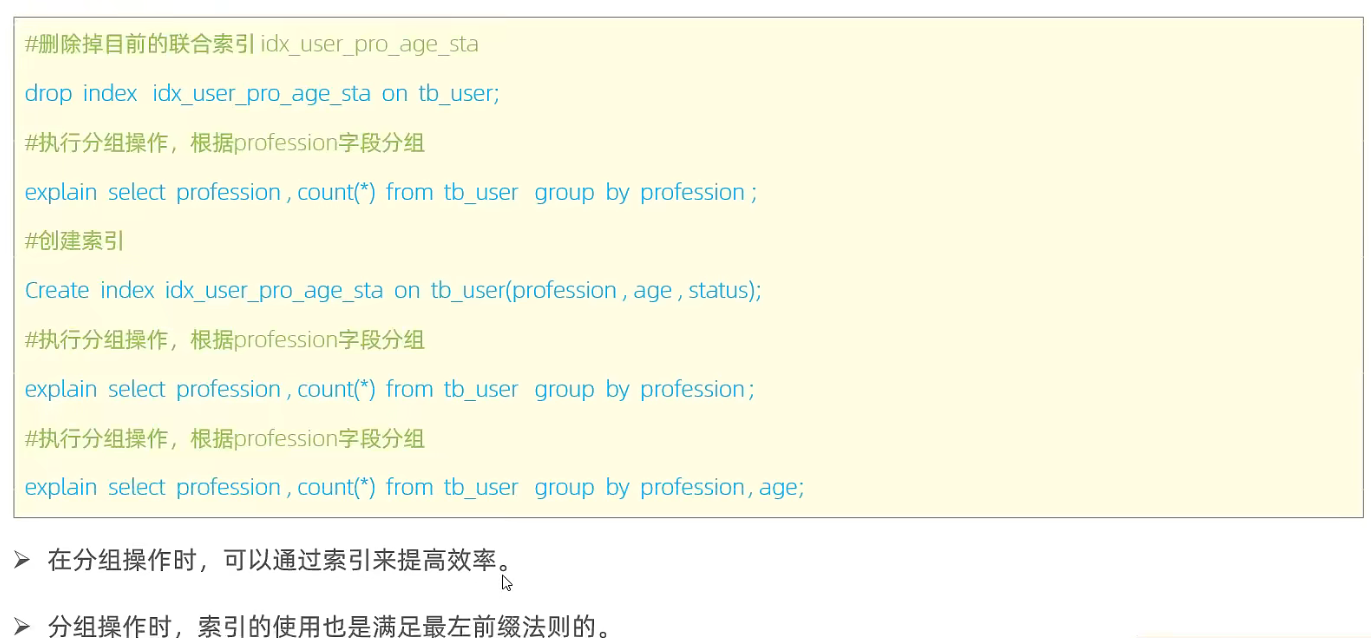 #删除掉目前的联合索引 idx_user_pro_age_sta
drop index idx_user_pro_age_sta on tb_user;
#执行分组操作，根据profession字段分组
explain select profession , count(*) from tb_user group by profession ;
#创建索引
Create index idx_user_pro_age_sta on tb_user(profession , age , status);
#执行分组操作，根据profession字段分组
explain select profession , count(*) from tb_user group by profession ;
#执行分组操作，根据profession字段分组
explain select profession , count(*) from tb_user group by profession , age;
➢ 在分组操作时，可以通过索引来提高效率。
➢ 分组操作时，索引的使用也是满足最左前缀法则的。